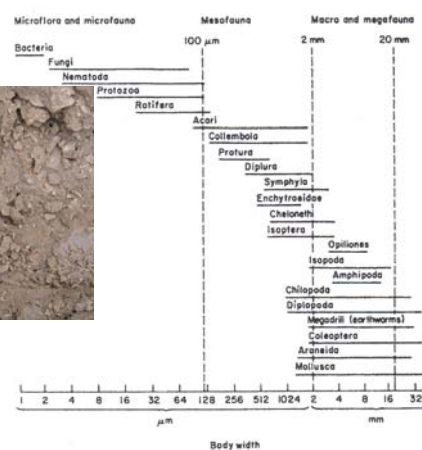 Microflora and microfauna Mesofauna Macro and megafauna
100 µm 2 mm 20 mm
Bacteria
Fungi
Nematoda
Protozoa
Rotifera
Acari
Collembola
Protura
Diplura
Symphyla
Enchytraeidae
Chelonethi
Isoptera
Opiliones
Isopoda
Amphipoda
Chilopoda
Diplopoda
Megadrili (earthworms)
Coleoptera
Araneida
Mollusca
1 2 4 8 16 32 64 128 256 512 1024 2 4 8 16 32
µm mm
Body width